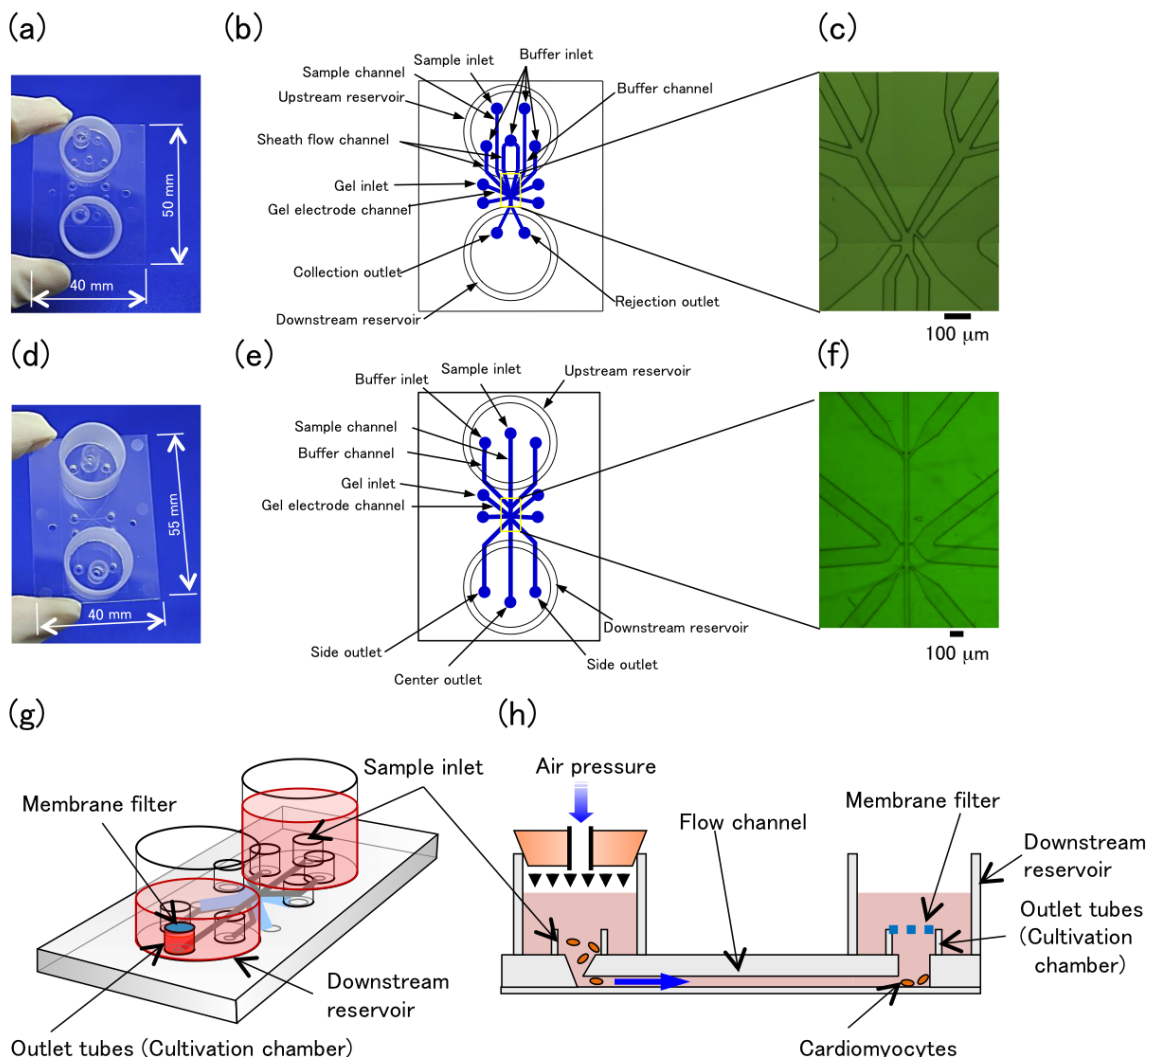 (a)
(b)
(c)
Buffer inlet
Sample inlet
Sample channel
Buffer channel
Upstream reservoir
Sheath flow channel
Gel inlet
Gel electrode channel
Collection outlet
Rejection outlet
Downstream reservoir
50 mm
40 mm
100 μm
(d)
(e)
(f)
Sample inlet
Upstream reservoir
Buffer inlet
Sample channel
Buffer channel
Gel inlet
Gel electrode channel
Downstream reservoir
Side outlet
Side outlet
Center outlet
55 mm
40 mm
100 μm
(g)
(h)
Sample inlet
Air pressure
Membrane filter
Membrane filter
Flow channel
Downstream
reservoir
Outlet tubes
(Cultivation
chamber)
Downstream
reservoir
Outlet tubes (Cultivation chamber)
Cardiomyocytes